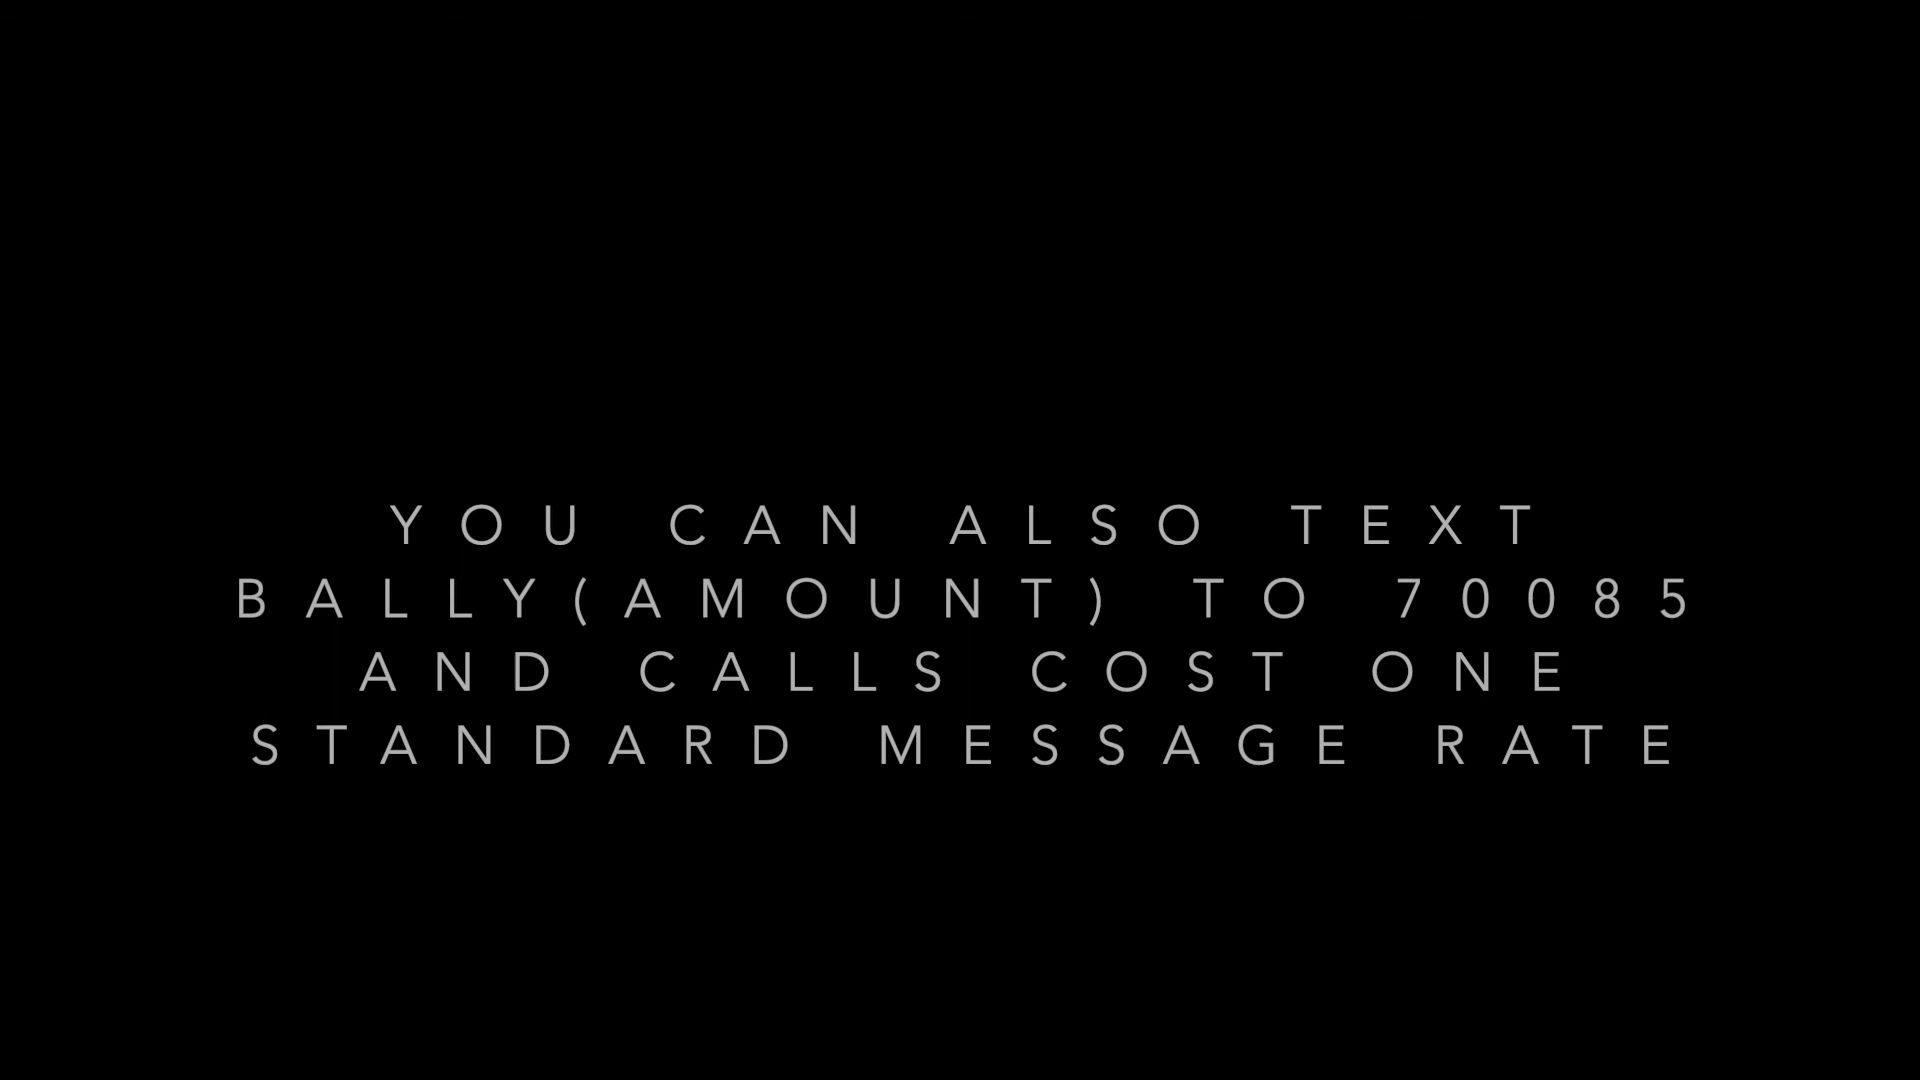 YOU CAN ALSO TEXT
BALLY(AMOUNT) TO 70085
AND CALLS COST ONE
STANDARD MESSAGE RATE